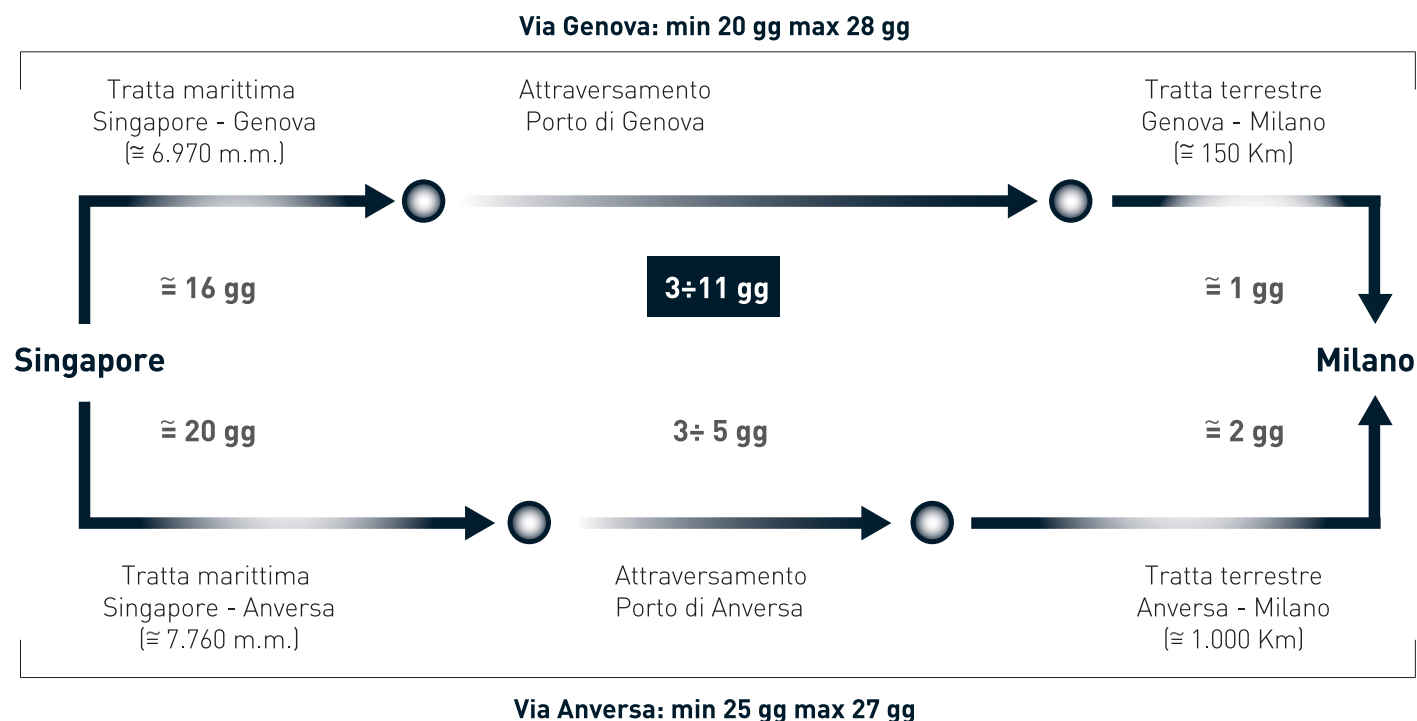 Via Genova: min 20 gg max 28 gg
Tratta marittima
Singapore - Genova
(≅ 6.970 m.m.)
Attraversamento
Porto di Genova
Tratta terrestre
Genova - Milano
(≅ 150 Km)
≅ 16 gg
3÷11 gg
≅ 1 gg
Singapore
Milano
≅ 20 gg
3÷ 5 gg
≅ 2 gg
Tratta marittima
Singapore - Anversa
(≅ 7.760 m.m.)
Attraversamento
Porto di Anversa
Tratta terrestre
Anversa - Milano
(≅ 1.000 Km)
Via Anversa: min 25 gg max 27 gg